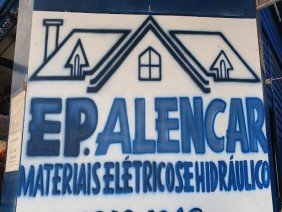 EP. ALENCAR
MATERIAIS ELÉTRICOS E HIDRÁULICO